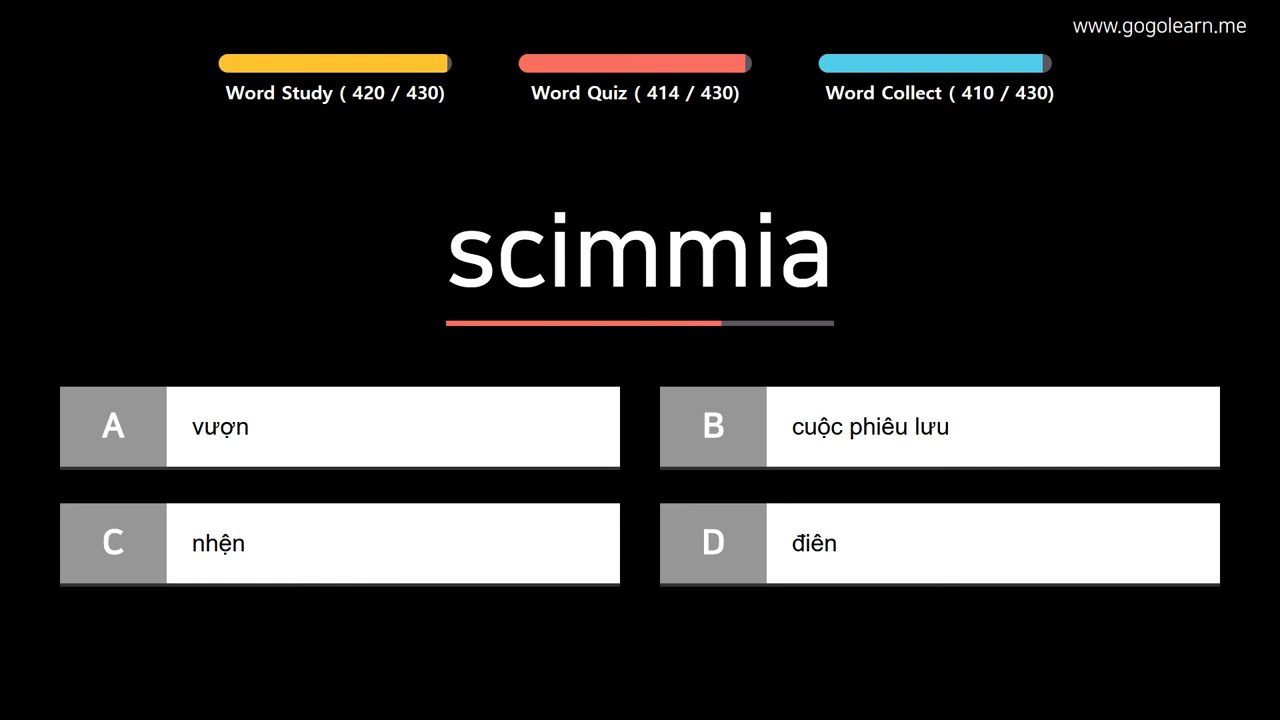 www.gogolearn.me
Word Study ( 420 / 430)
Word Quiz ( 414 / 430)
Word Collect ( 410 / 430)
scimmia
A vượn
B cuộc phiêu lưu
C nhện
D điên